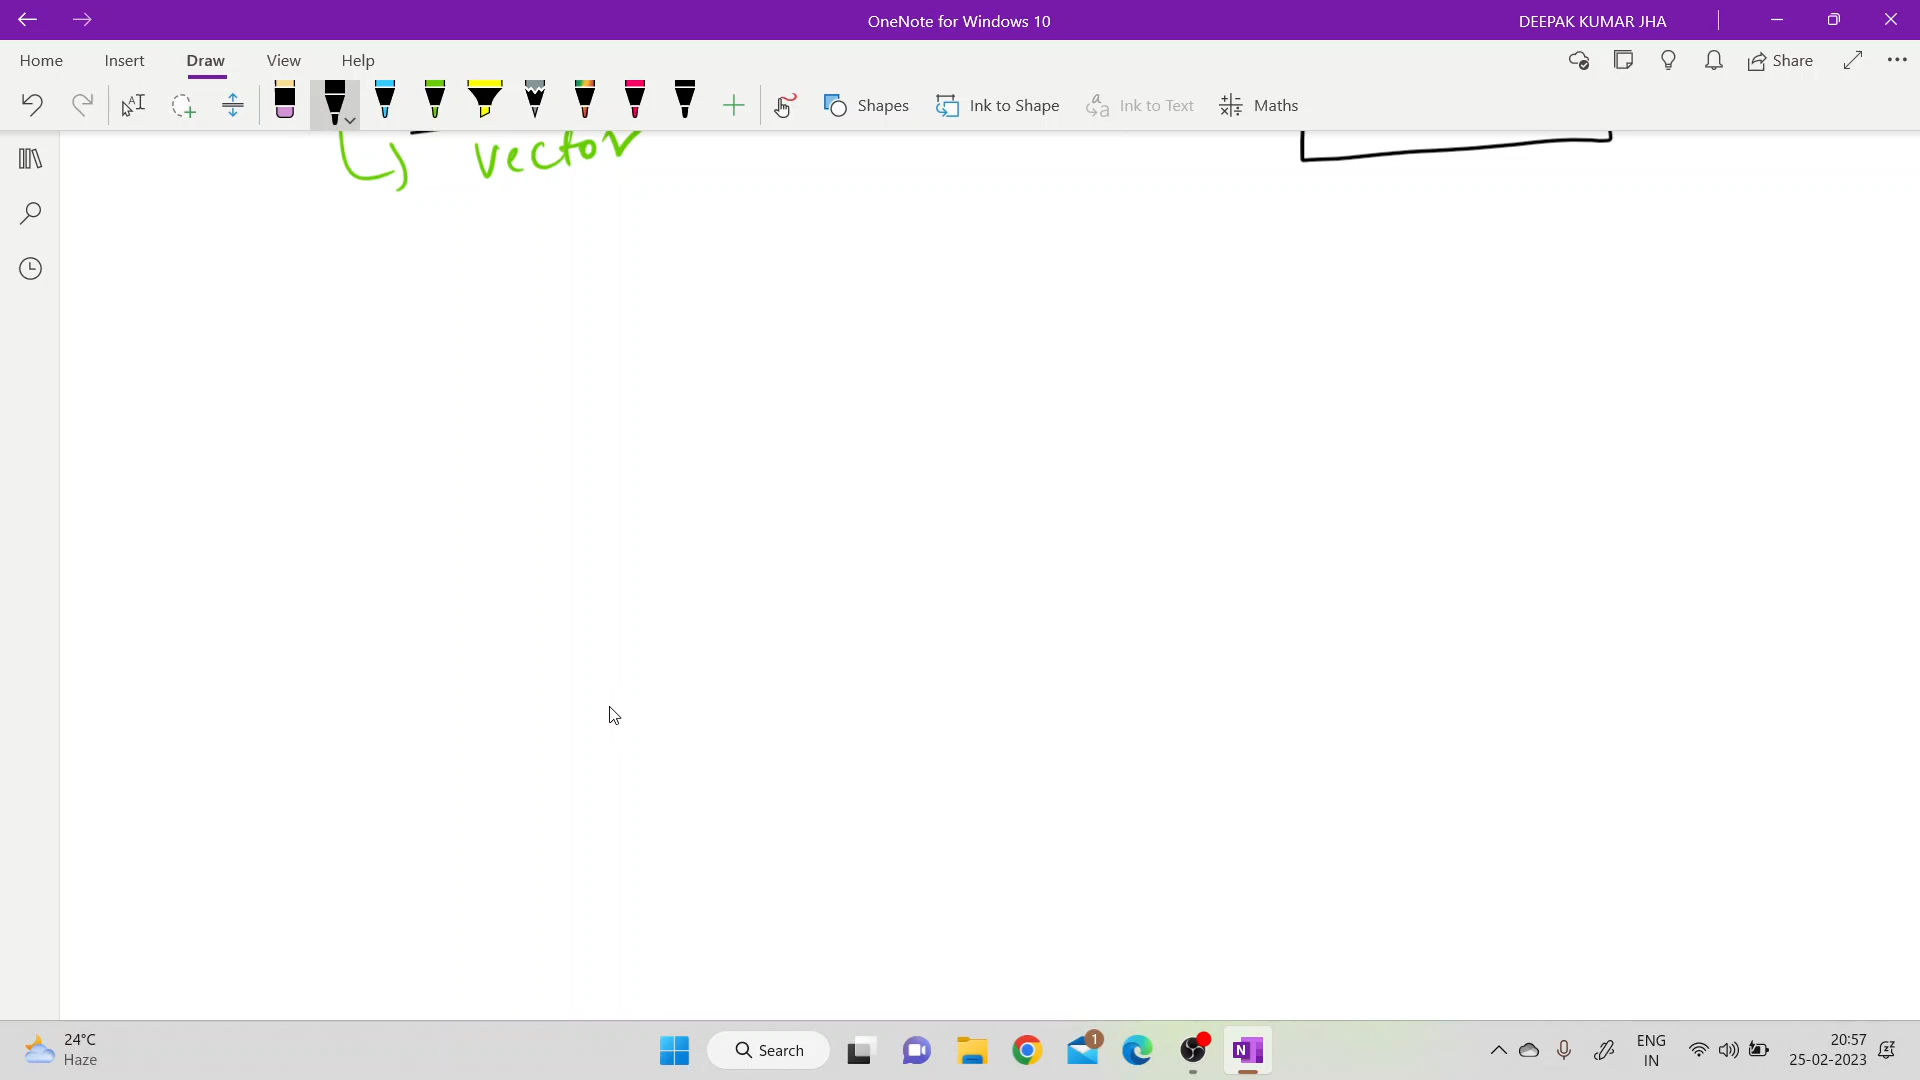 OneNote for Windows 10
DEEPAK KUMAR JHA
Home Insert Draw View Help
Share
Shapes Ink to Shape Ink to Text Maths
vector
24°C
Haze
Search
1
ENG
IN
20:57
25-02-2023